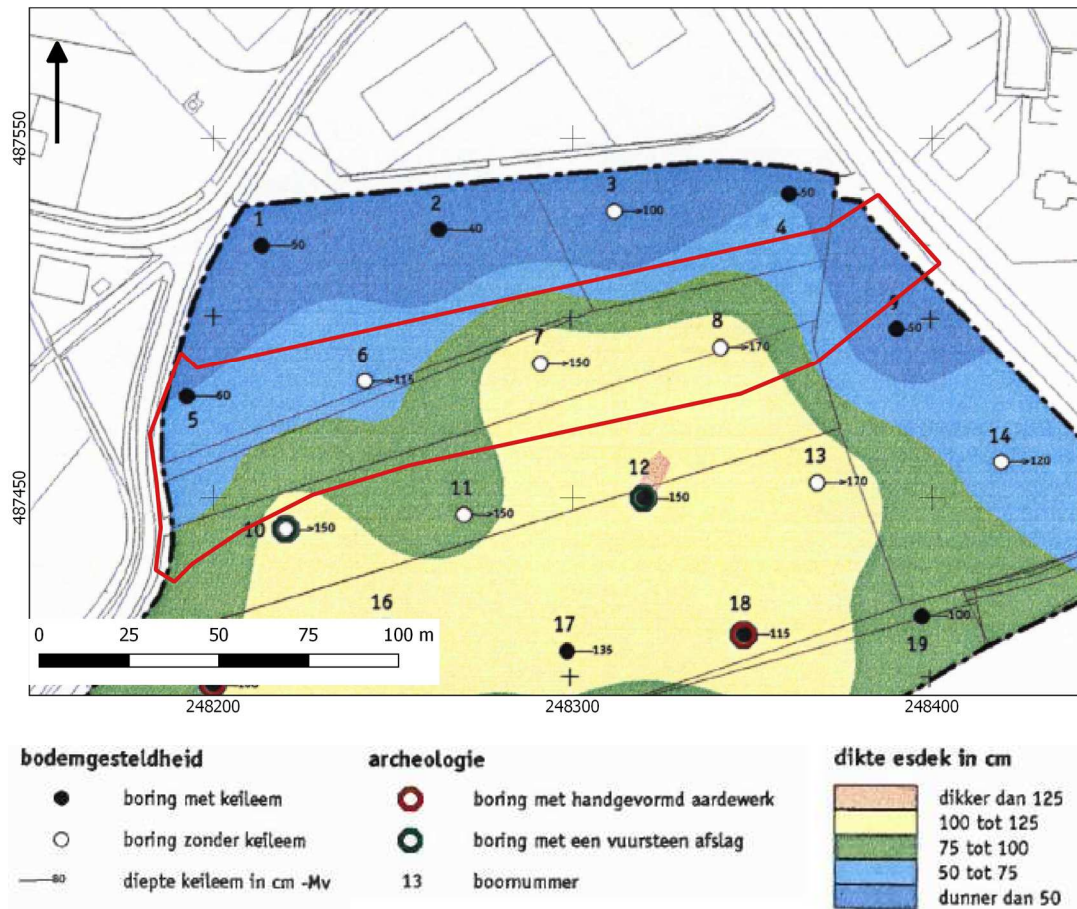 487550
3
50
1
2
100
60
40
4
9
50
7
8
150
170
6
115
5
60
14
120
12
13
150
170
487450
11
150
10
150
16
17
135
18
115
19
100
0 25 50 75 100 m
248200 248300 248400
bodemgesteldheid
boring met keileem
boring zonder keileem
80 diepte keileem in cm -Mv
archeologie
boring met handgevormd aardewerk
boring met een vuursteen afslag
13 boornummer
dikte esdek in cm
dikker dan 125
100 tot 125
75 tot 100
50 tot 75
dunner dan 50